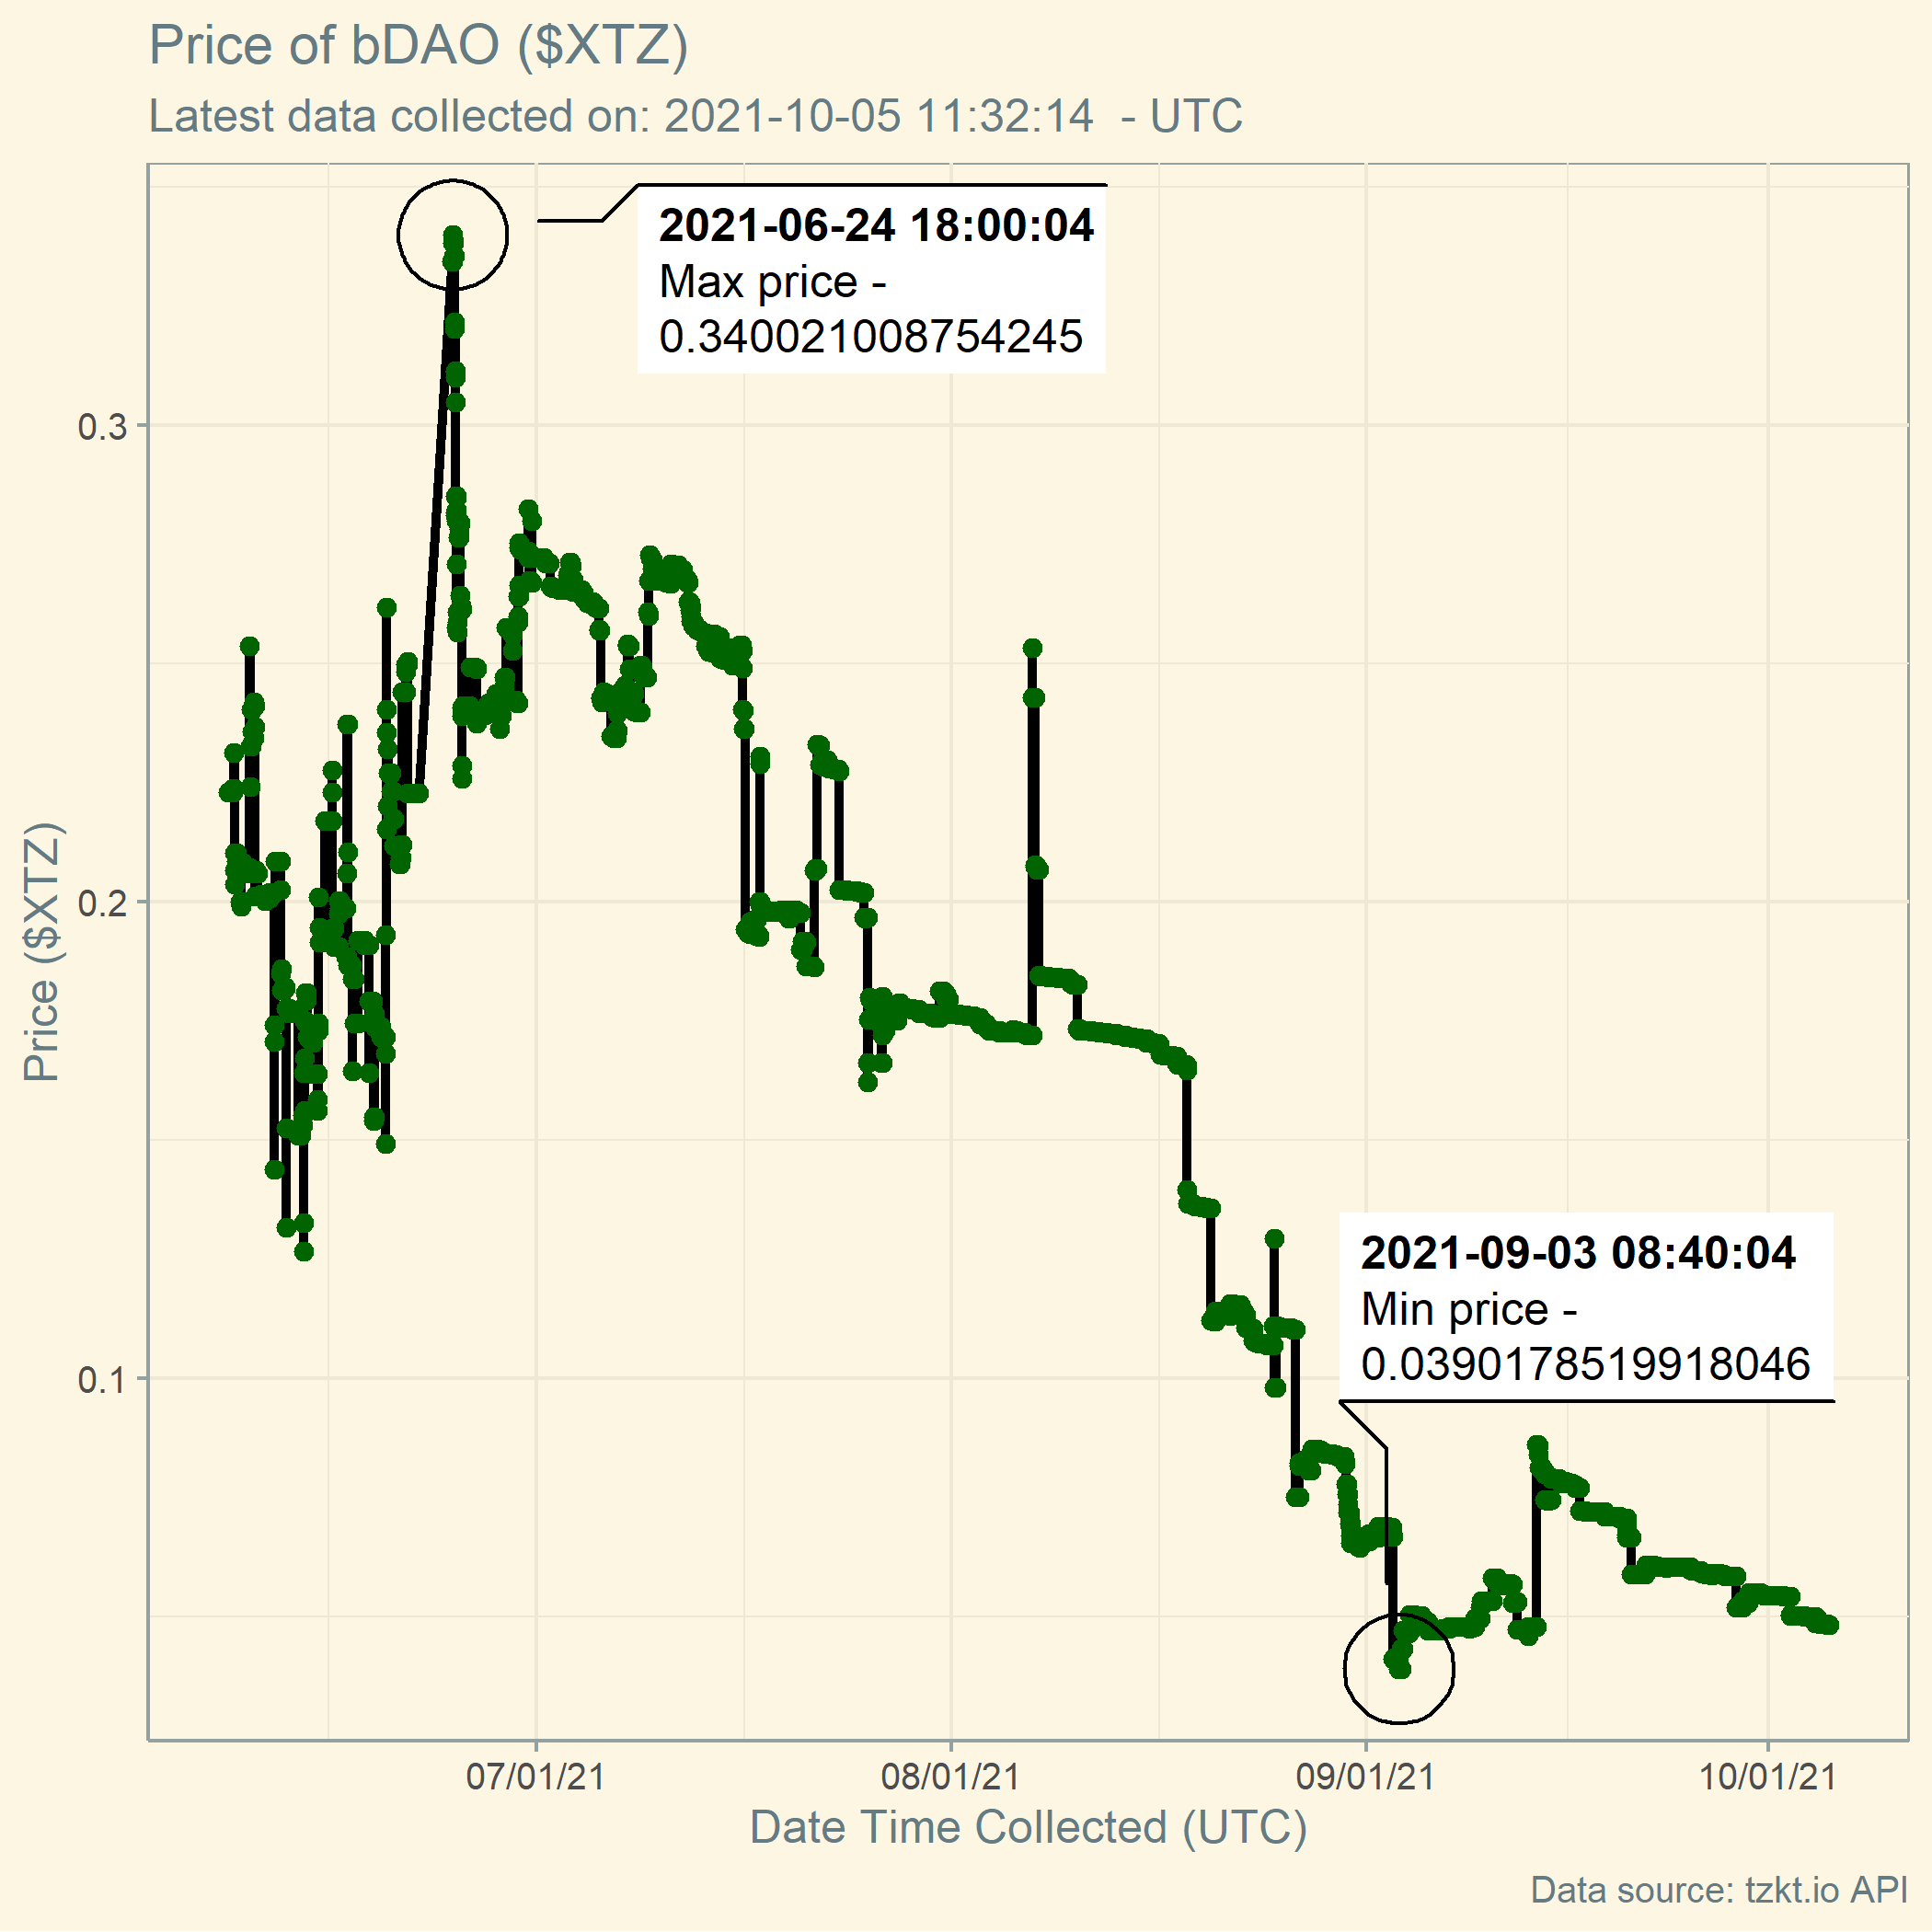 Price of bDAO ($XTZ)
Latest data collected on: 2021-10-05 11:32:14  - UTC
2021-06-24 18:00:04
Max price -
0.340021008754245
0.3
0.2
0.1
Price ($XTZ)
2021-09-03 08:40:04
Min price -
0.0390178519918046
07/01/21
08/01/21
09/01/21
10/01/21
Date Time Collected (UTC)
Data source: tzkt.io API